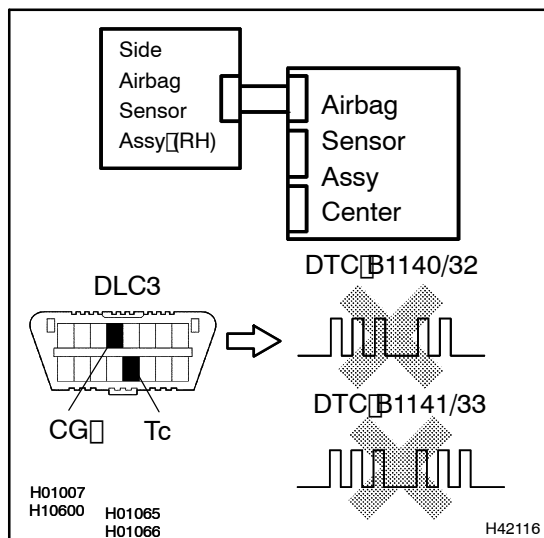 Side
Airbag
Sensor
Assy▯(RH)
Airbag
Sensor
Assy
Center
DTC▯B1140/32
DLC3
DTC▯B1141/33
CG▯
Tc
H01007
H10600
H01065
H01066
H42116